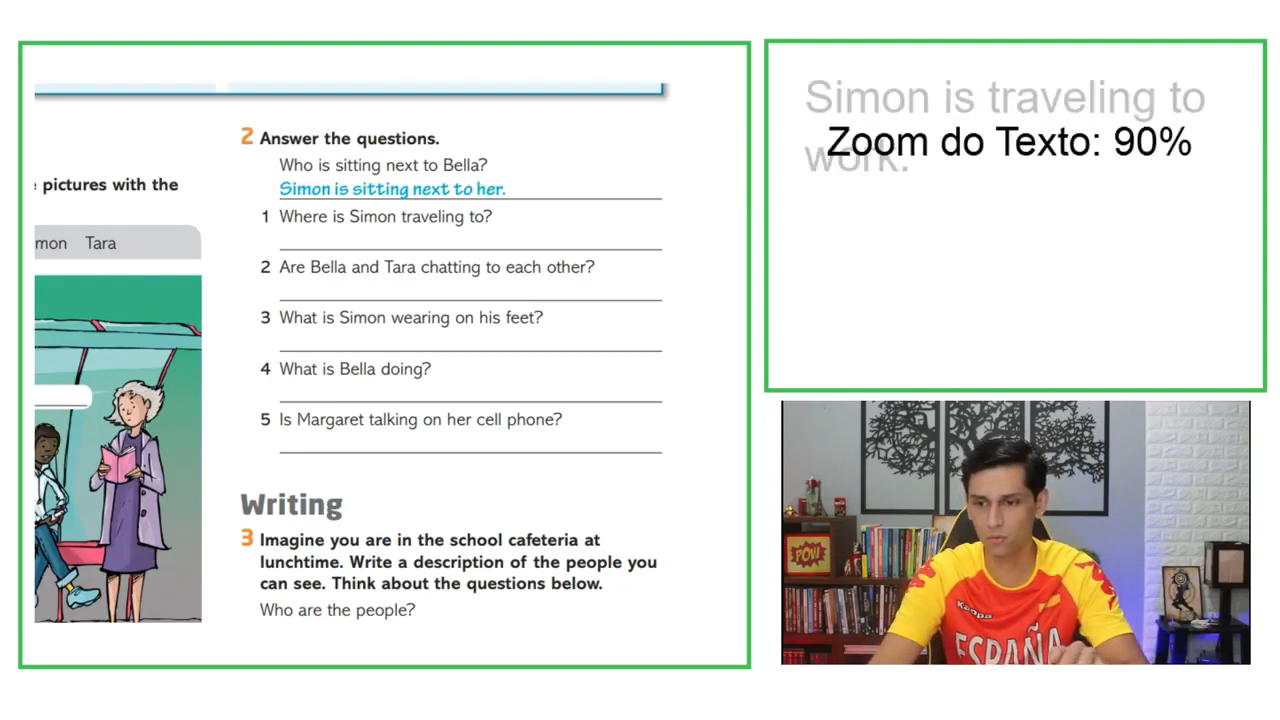 2 Answer the questions.
Who is sitting next to Bella?
Simon is sitting next to her.
1 Where is Simon traveling to?
2 Are Bella and Tara chatting to each other?
3 What is Simon wearing on his feet?
4 What is Bella doing?
5 Is Margaret talking on her cell phone?
Writing
3 Imagine you are in the school cafeteria at
lunchtime. Write a description of the people you
can see. Think about the questions below.
Who are the people?
pictures with the
mon Tara
Simon is traveling to
work.
Zoom do Texto: 90%
POW
Kappa
ESPAÑA